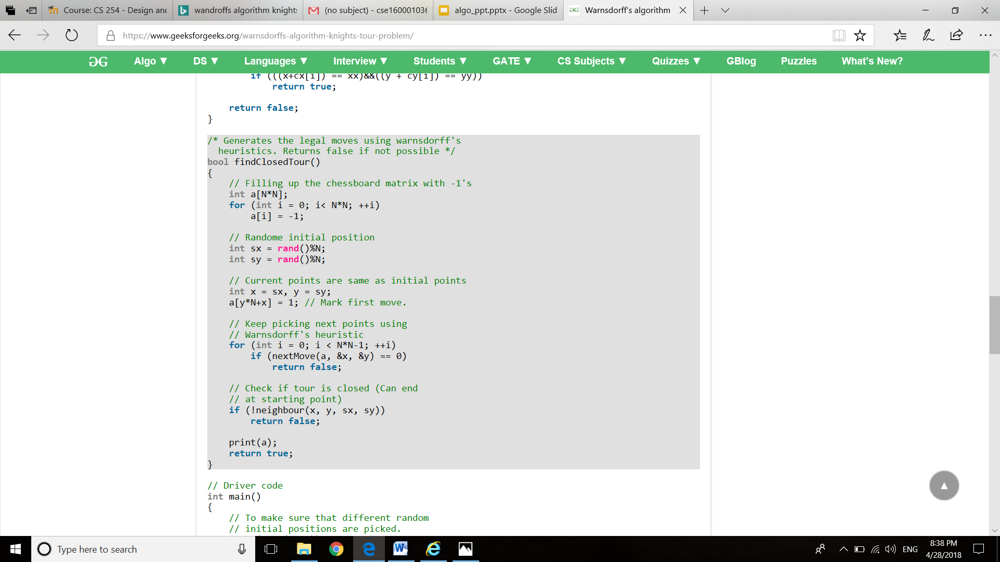 Course: CS 254 - Design and
wandroffs algorithm knight
(no subject) - cse16000103
algo_ppt.pptx - Google Slid
Warnsdorff's algorithm
https://www.geeksforgeeks.org/warnsdorffs-algorithm-knights-tour-problem/
Algo ▼ DS ▼ Languages ▼ Interview ▼ Students ▼ GATE ▼ CS Subjects ▼ Quizzes ▼ GBlog Puzzles What's New?
if (((x+cx[i]) == xx)&&((y + cy[i]) == yy))
return true;
return false;
}
/* Generates the legal moves using warnsdorff's
heuristics. Returns false if not possible */
bool findClosedTour()
{
// Filling up the chessboard matrix with -1's
int a[N*N];
for (int i = 0; i< N*N; ++i)
a[i] = -1;
// Randome initial position
int sx = rand()%N;
int sy = rand()%N;
// Current points are same as initial points
int x = sx, y = sy;
a[y*N+x] = 1; // Mark first move.
// Keep picking next points using
// Warnsdorff's heuristic
for (int i = 0; i < N*N-1; ++i)
if (nextMove(a, &x, &y) == 0)
return false;
// Check if tour is closed (Can end
// at starting point)
if (!neighbour(x, y, sx, sy))
return false;
print(a);
return true;
}
// Driver code
int main()
{
// To make sure that different random
// initial positions are picked.
Type here to search
ENG
8:38 PM
4/28/2018